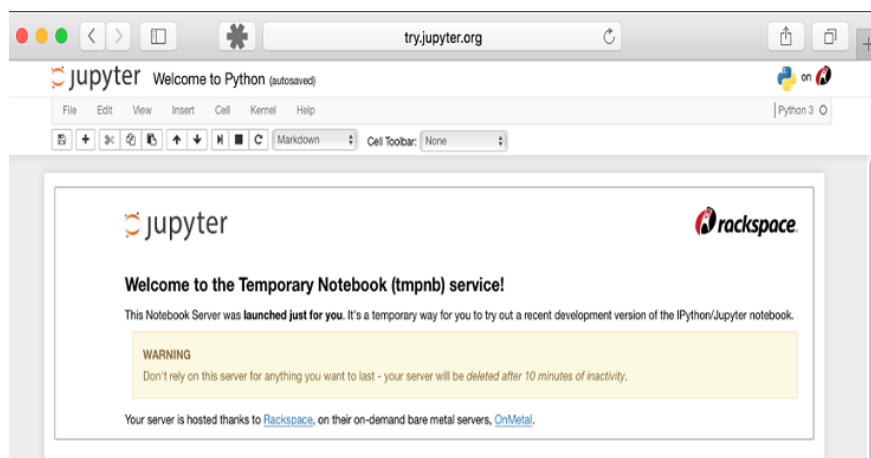 try.jupyter.org
jupyter Welcome to Python (autosaved) on
File Edit View Insert Cell Kernel Help Python 3
Markdown Cell Toolbar: None
jupyter rackspace.
Welcome to the Temporary Notebook (tmpnb) service!
This Notebook Server was launched just for you. It's a temporary way for you to try out a recent development version of the IPython/Jupyter notebook.
WARNING
Don't rely on this server for anything you want to last - your server will be deleted after 10 minutes of inactivity.
Your server is hosted thanks to Rackspace, on their on-demand bare metal servers, OnMetal.